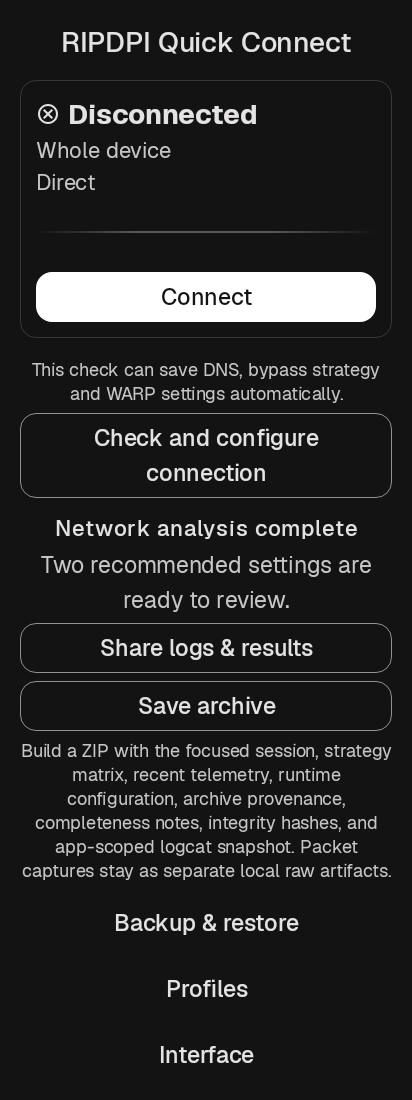 RIPDPI Quick Connect
Disconnected
Whole device
Direct
Connect
This check can save DNS, bypass strategy
and WARP settings automatically.
Check and configure
connection
Network analysis complete
Two recommended settings are
ready to review.
Share logs & results
Save archive
Build a ZIP with the focused session, strategy
matrix, recent telemetry, runtime
configuration, archive provenance,
completeness notes, integrity hashes, and
app-scoped logcat snapshot. Packet
captures stay as separate local raw artifacts.
Backup & restore
Profiles
Interface